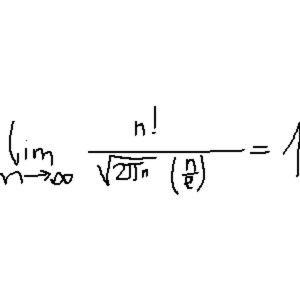 lim n→∞ n! / √2πn (n/e) = 1